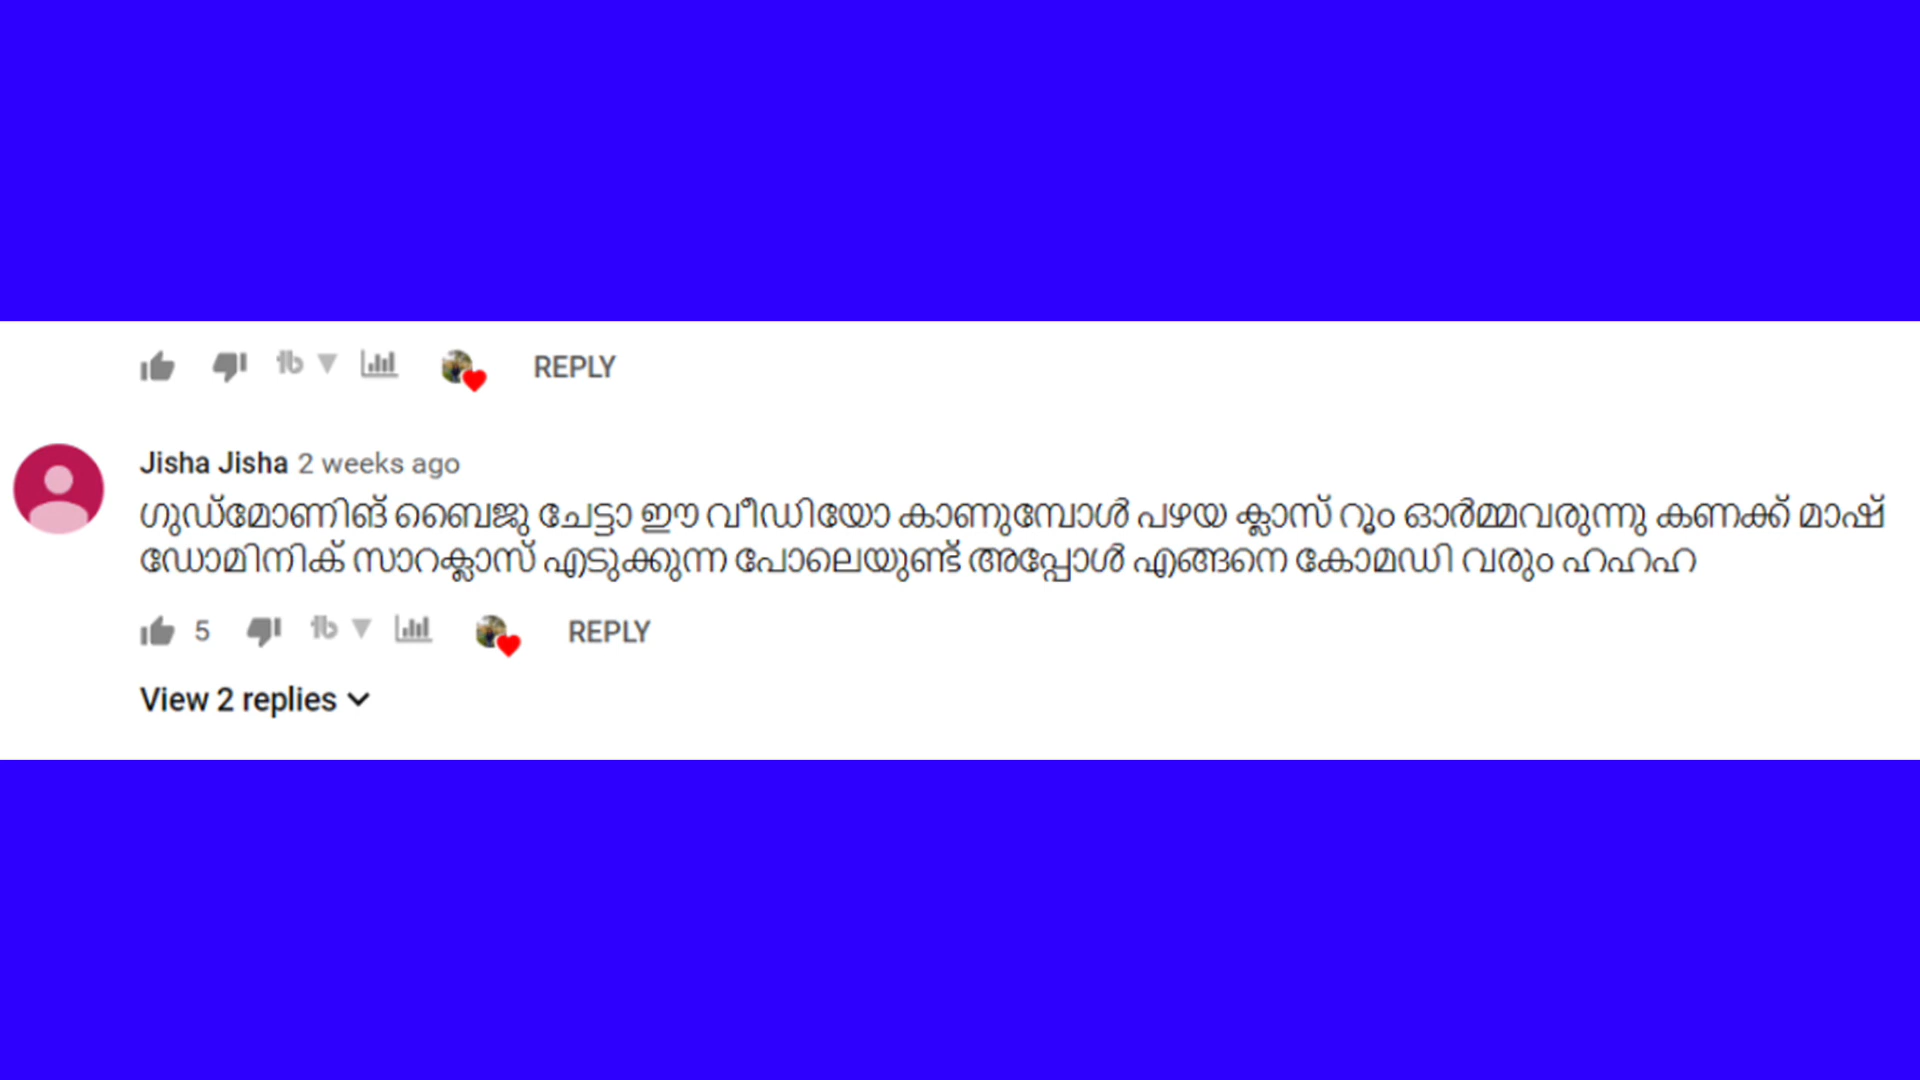 REPLY
Jisha Jisha 2 weeks ago
ഗുഡ്മോണിങ് ബൈജു ചേട്ടാ ഈ വീഡിയോ കാണുമ്പോൾ പഴയ ക്ലാസ് റൂം ഓർമ്മവരുന്നു കണക്ക് മാഷ്
ഡോമിനിക് സാറക്ലാസ് എടുക്കുന്ന പോലെയുണ്ട് അപ്പോൾ എങ്ങനെ കോമഡി വരും ഹഹഹ
5 REPLY
View 2 replies